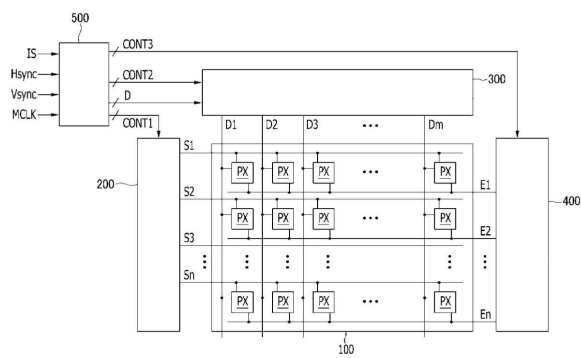 500
IS
Hsync
Vsync
MCLK
CONT3
CONT2
D
CONT1
300
D1 D2 D3 ••• Dm
200
S1
PX PX PX ••• PX
E1
400
S2
PX PX PX ••• PX
E2
S3
Sn
PX PX PX ••• PX
En
100